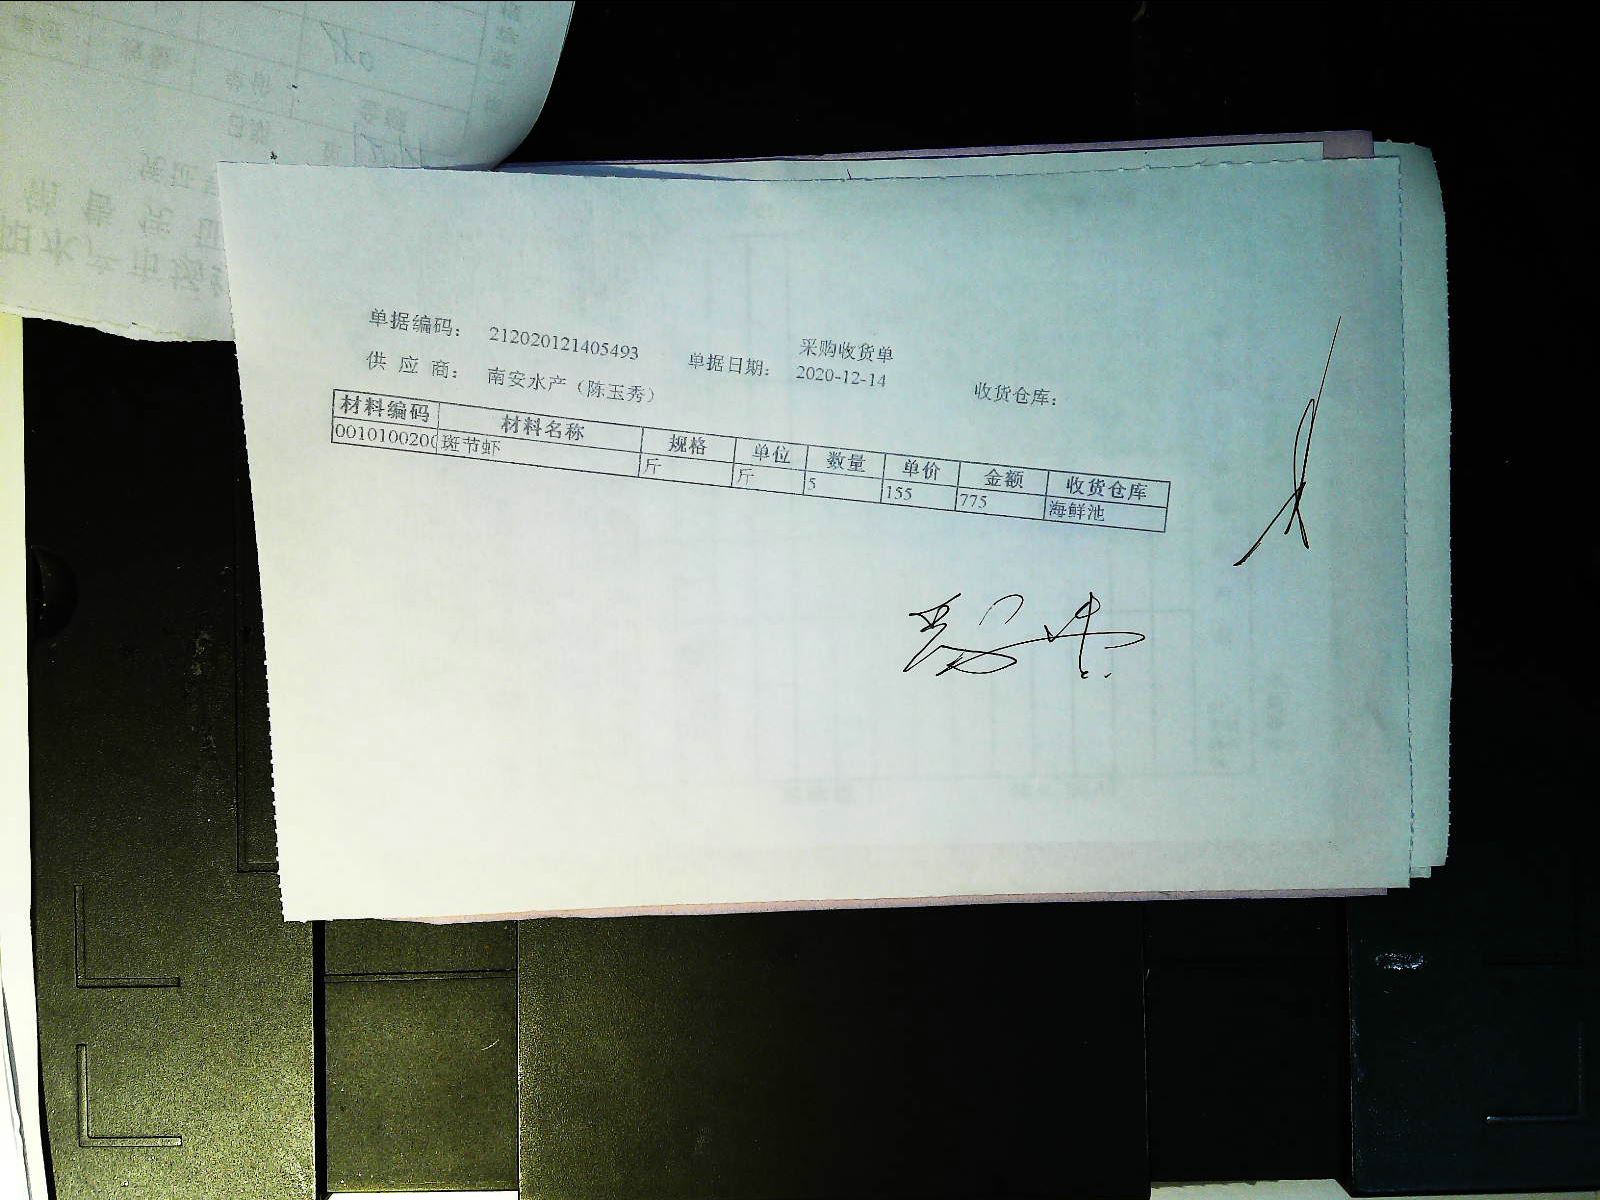 采购收货单
单据编码： 212020121405493 单据日期： 2020-12-14 收货仓库：
供 应 商： 南安水产（陈玉秀）
材料编码 材料名称 规格 单位 数量 单价 金额 收货仓库
0010100200 斑节虾 斤 斤 5 155 775 海鲜池